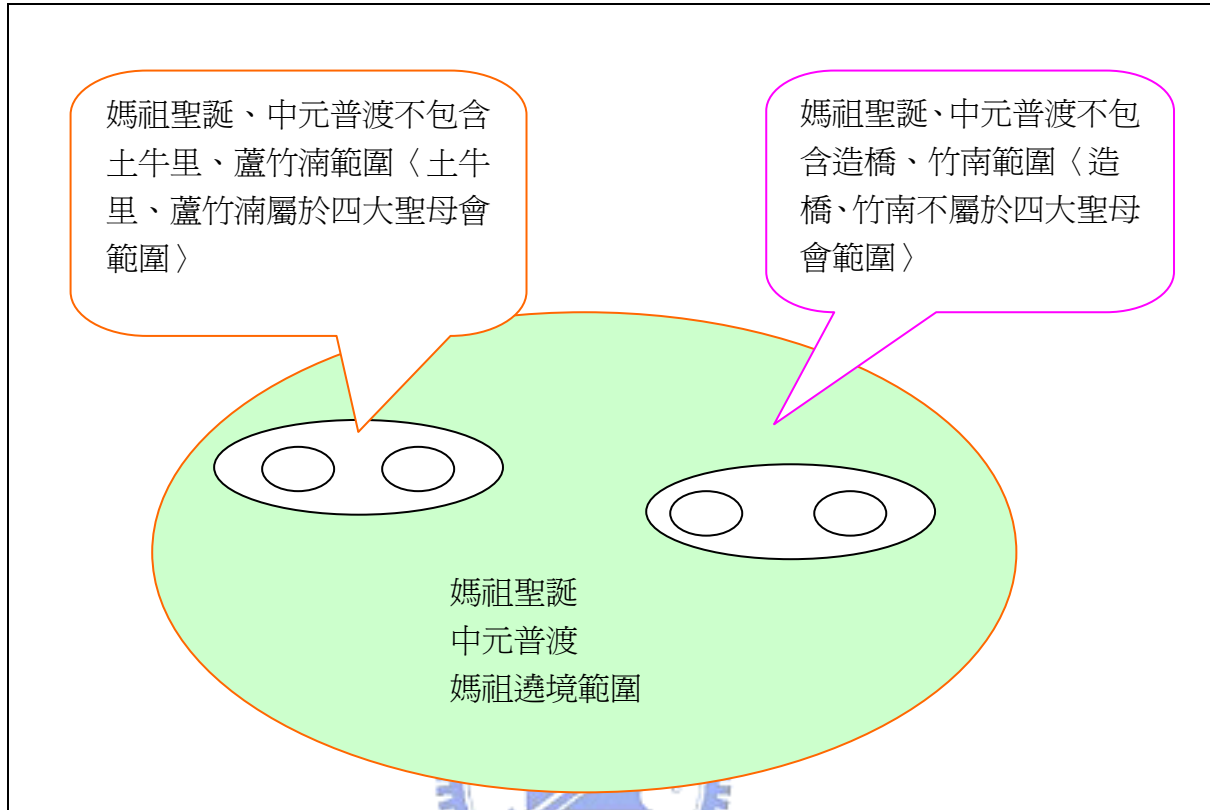 媽祖聖誕、中元普渡不包含
土牛里、蘆竹湳範圍〈土牛
里、蘆竹湳屬於四大聖母會
範圍〉
媽祖聖誕、中元普渡不包
含造橋、竹南範圍〈造
橋、竹南不屬於四大聖母
會範圍〉
媽祖聖誕
中元普渡
媽祖遶境範圍